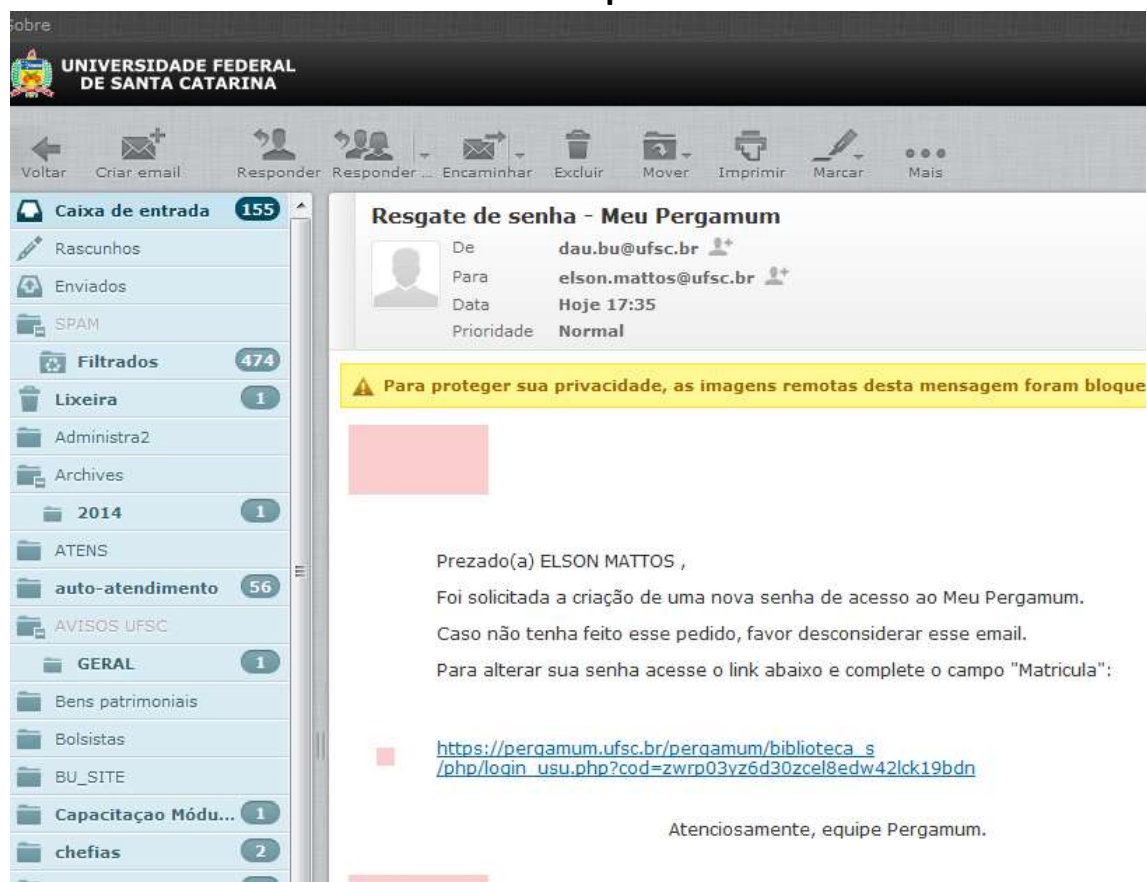 Sobre
UNIVERSIDADE FEDERAL
DE SANTA CATARINA
Voltar Criar email Responder Responder ... Encaminhar Excluir Mover Imprimir Marcar Mais
Caixa de entrada 155
Rascunhos
Enviados
SPAM
Filtrados 474
Lixeira 1
Administra2
Archives
2014 1
ATENS
auto-atendimento 56
AVISOS UFSC
GERAL 1
Bens patrimoniais
Bolsistas
BU_SITE
Capacitaçao Módu... 1
chefias 2
Resgate de senha - Meu Pergamum
De dau.bu@ufsc.br
Para elson.mattos@ufsc.br
Data Hoje 17:35
Prioridade Normal
Para proteger sua privacidade, as imagens remotas desta mensagem foram bloque
Prezado(a) ELSON MATTOS ,
Foi solicitada a criação de uma nova senha de acesso ao Meu Pergamum.
Caso não tenha feito esse pedido, favor desconsiderar esse email.
Para alterar sua senha acesse o link abaixo e complete o campo "Matricula":
https://pergamum.ufsc.br/pergamum/biblioteca_s
/php/login_usu.php?cod=zwrp03yz6d30zcel8edw42lck19bdn
Atenciosamente, equipe Pergamum.